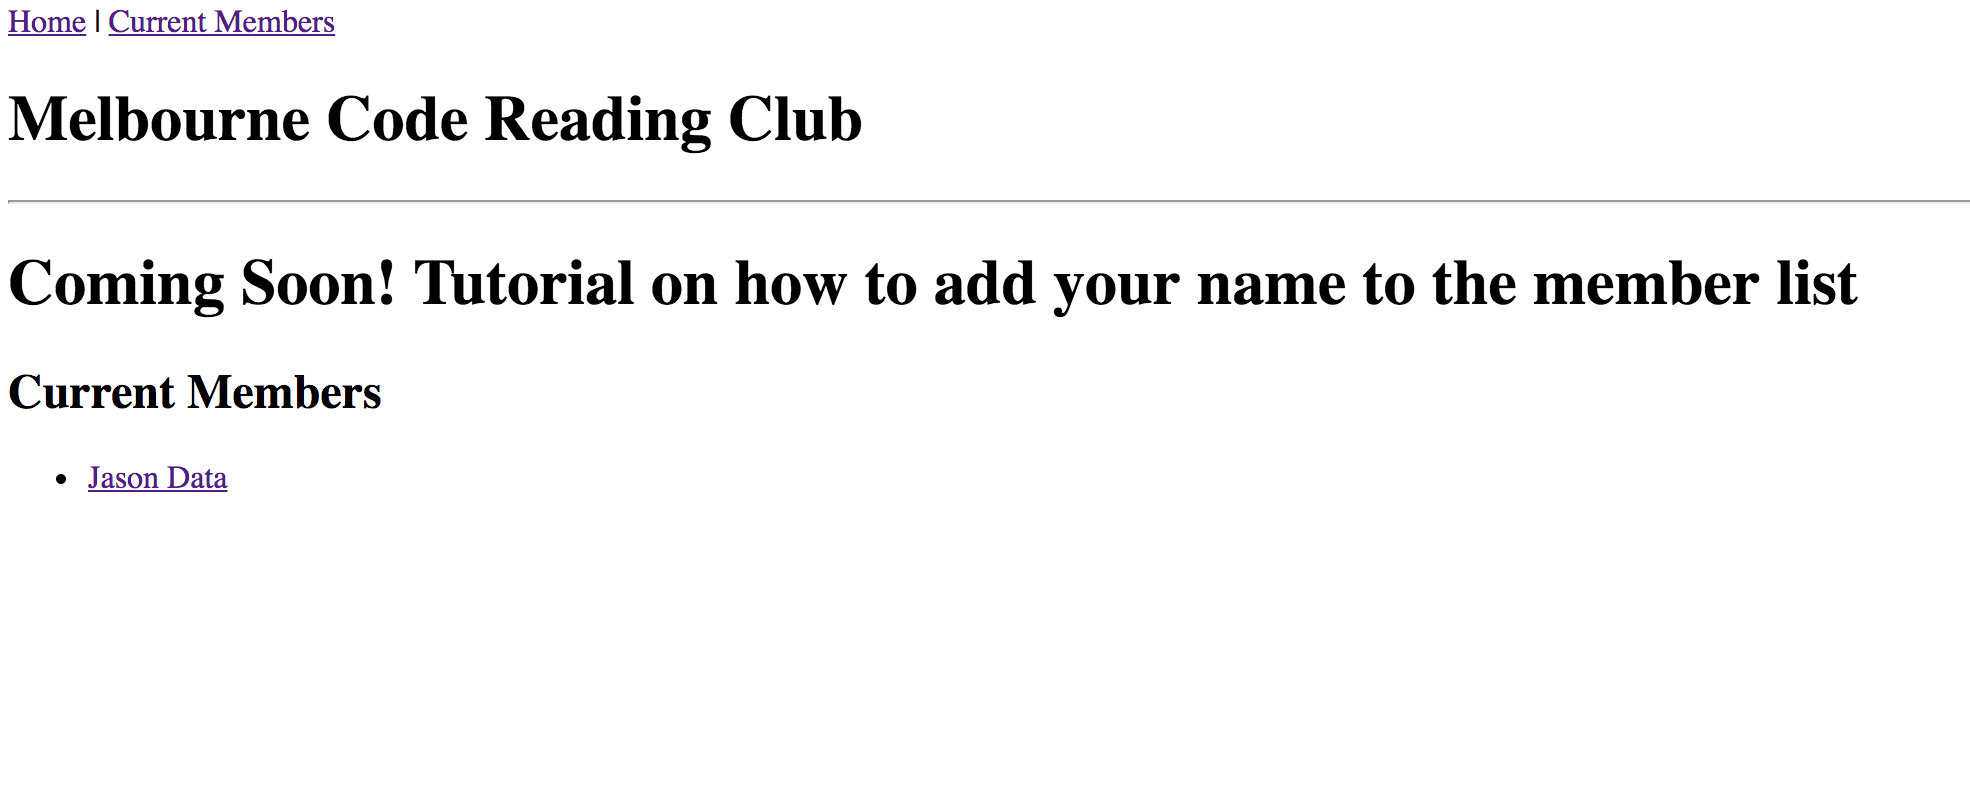 Home | Current Members
Melbourne Code Reading Club
Coming Soon! Tutorial on how to add your name to the member list
Current Members
• Jason Data